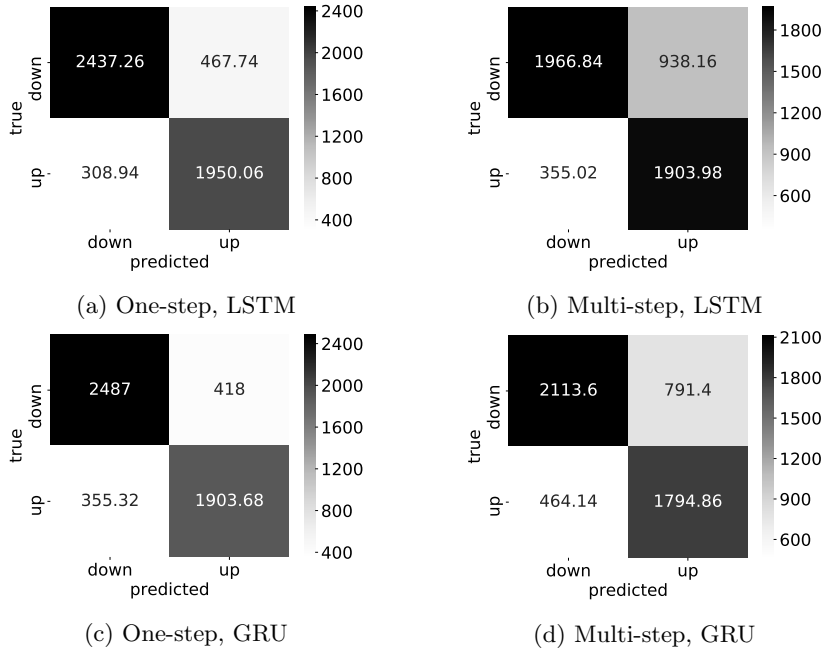 2437.26 467.74
308.94 1950.06
true
down
up
down up
predicted
2400
2000
1600
1200
800
400
(a) One-step, LSTM
1966.84 938.16
355.02 1903.98
true
down
up
down up
predicted
1800
1500
1200
900
600
(b) Multi-step, LSTM
2487 418
355.32 1903.68
true
down
up
down up
predicted
2400
2000
1600
1200
800
400
(c) One-step, GRU
2113.6 791.4
464.14 1794.86
true
down
up
down up
predicted
2100
1800
1500
1200
900
600
(d) Multi-step, GRU